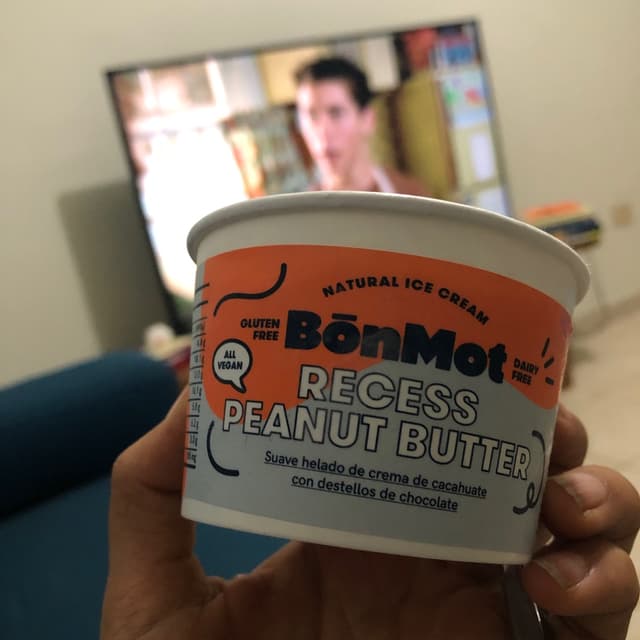 NATURAL ICE CREAM
GLUTEN
FREE
BōnMot
DAIRY
FREE
ALL
VEGAN
RECESS
PEANUT BUTTER
Suave helado de crema de cacahuate
con destellos de chocolate